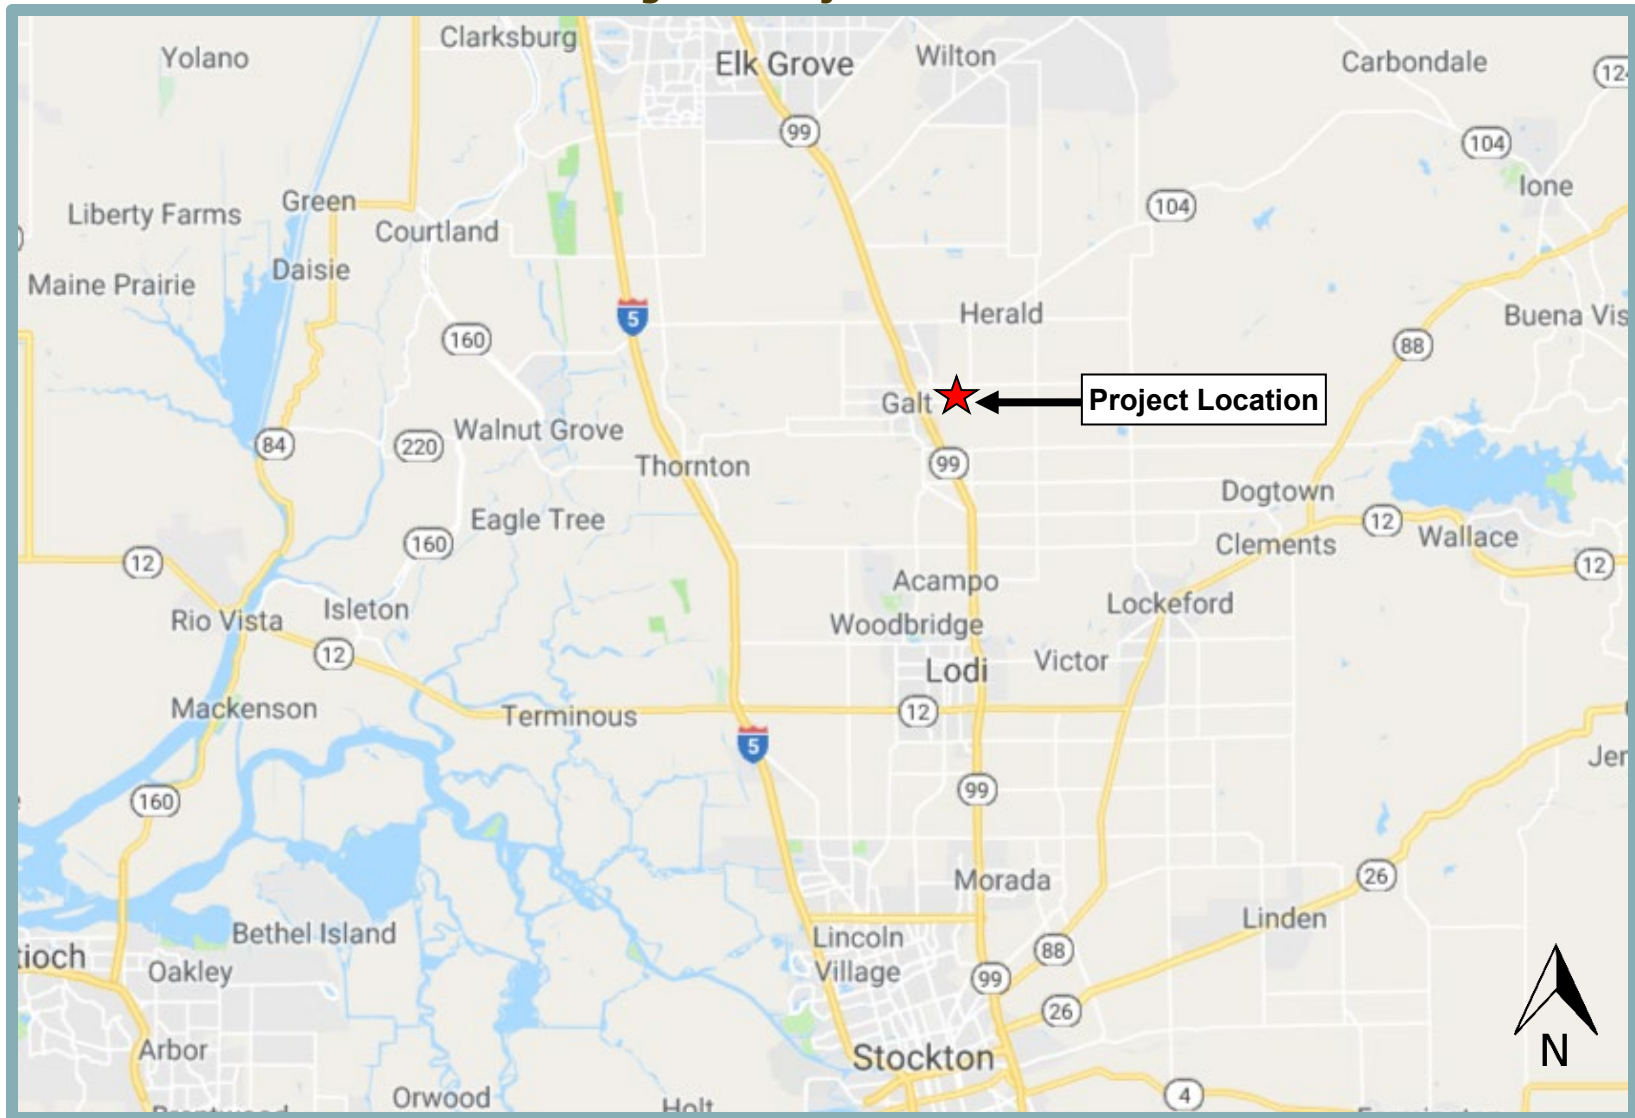 Clarksburg
Yolano
Elk Grove
Wilton
Carbondale
99
104
Ione
Green
Liberty Farms
104
Courtland
Daisie
Maine Prairie
5
Herald
160
88
Galt
Project Location
84
220
Walnut Grove
Thornton
99
Dogtown
Eagle Tree
12
Wallace
160
Clements
12
12
Acampo
Isleton
Lockeford
Rio Vista
Woodbridge
12
Victor
Lodi
Mackenson
Terminous
12
5
99
160
Morada
26
Linden
Bethel Island
Lincoln
Village
88
Oakley
99
26
Arbor
Stockton
N
Orwood
4